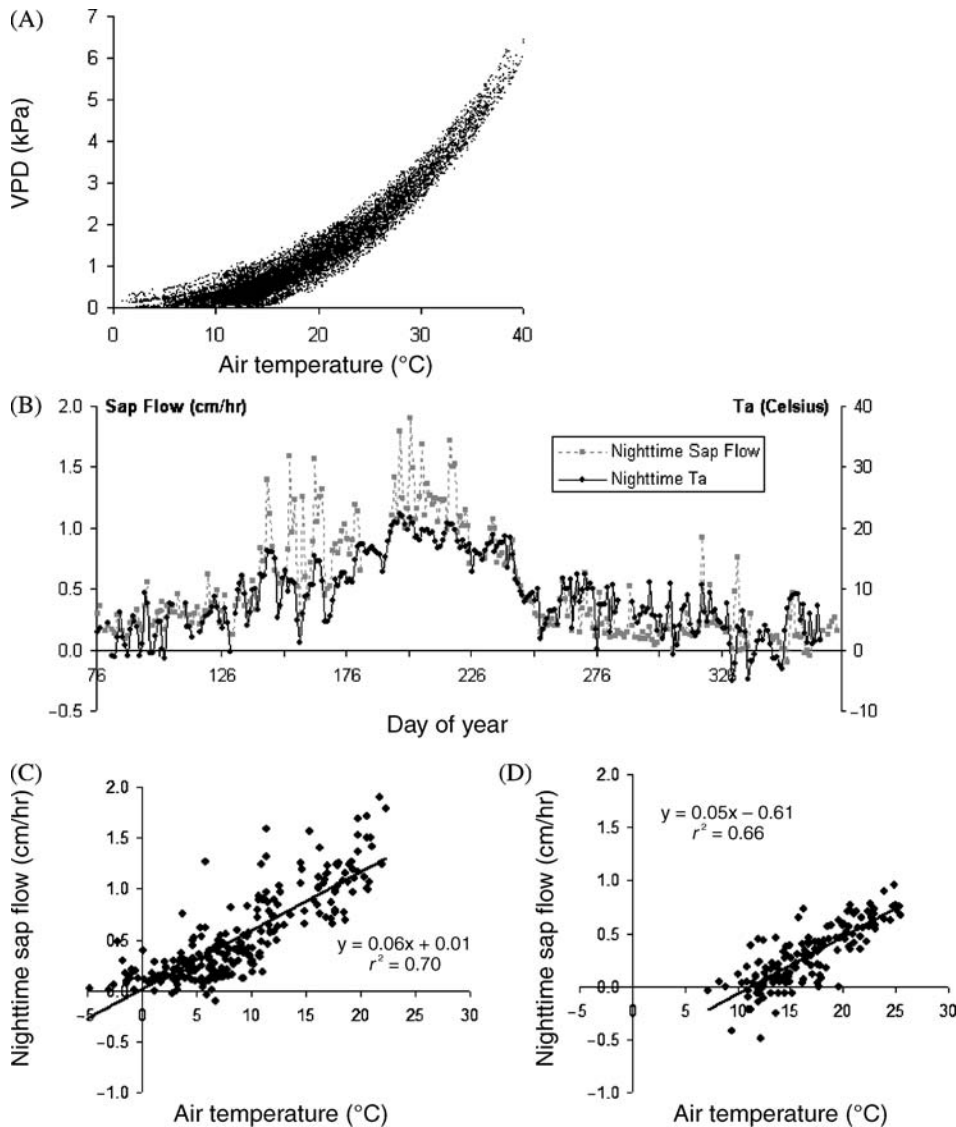 (A)
7
6
5
4
3
2
1
0
VPD (kPa)
0 10 20 30 40
Air temperature (°C)
(B)
Sap Flow (cm/hr)
Ta (Celsius)
2.0
1.5
1.0
0.5
0.0
−0.5
40
30
20
10
0
−10
Nighttime Sap Flow
Nighttime Ta
76 126 176 226 276 326
Day of year
(C)
2.0
1.5
1.0
0.5
0.0
−0.5
−1.0
Nighttime sap flow (cm/hr)
y = 0.06x + 0.01
r² = 0.70
−5 0 5 10 15 20 25
Air temperature (°C)
(D)
2.0
1.5
1.0
0.5
0.0
−0.5
−1.0
Nighttime sap flow (cm/hr)
y = 0.05x – 0.61
r² = 0.66
−5 0 5 10 15 20 25 30
Air temperature (°C)